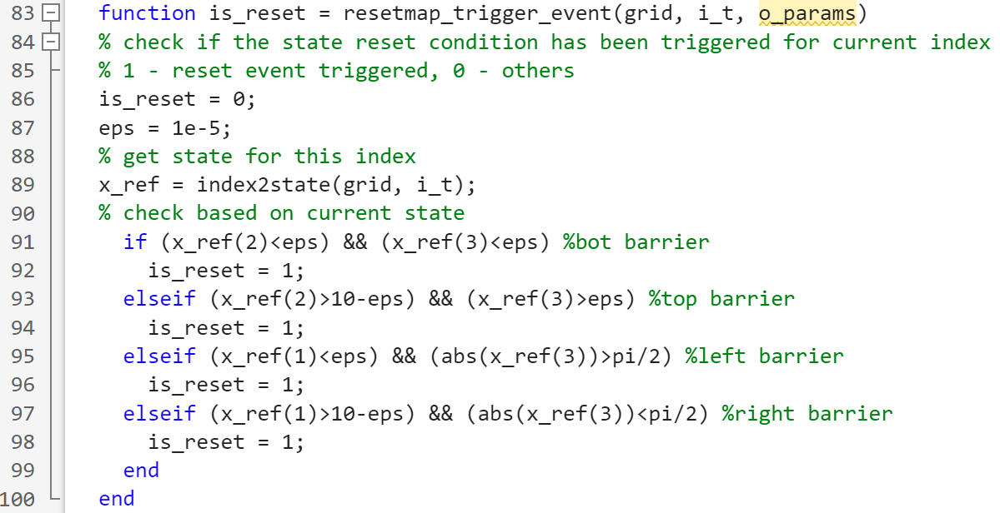 83 function is_reset = resetmap_trigger_event(grid, i_t, o_params)
84 % check if the state reset condition has been triggered for current index
85 % 1 - reset event triggered, 0 - others
86 is_reset = 0;
87 eps = 1e-5;
88 % get state for this index
89 x_ref = index2state(grid, i_t);
90 % check based on current state
91 if (x_ref(2)<eps) && (x_ref(3)<eps) %bot barrier
92 is_reset = 1;
93 elseif (x_ref(2)>10-eps) && (x_ref(3)>eps) %top barrier
94 is_reset = 1;
95 elseif (x_ref(1)<eps) && (abs(x_ref(3))>pi/2) %left barrier
96 is_reset = 1;
97 elseif (x_ref(1)>10-eps) && (abs(x_ref(3))<pi/2) %right barrier
98 is_reset = 1;
99 end
100 end